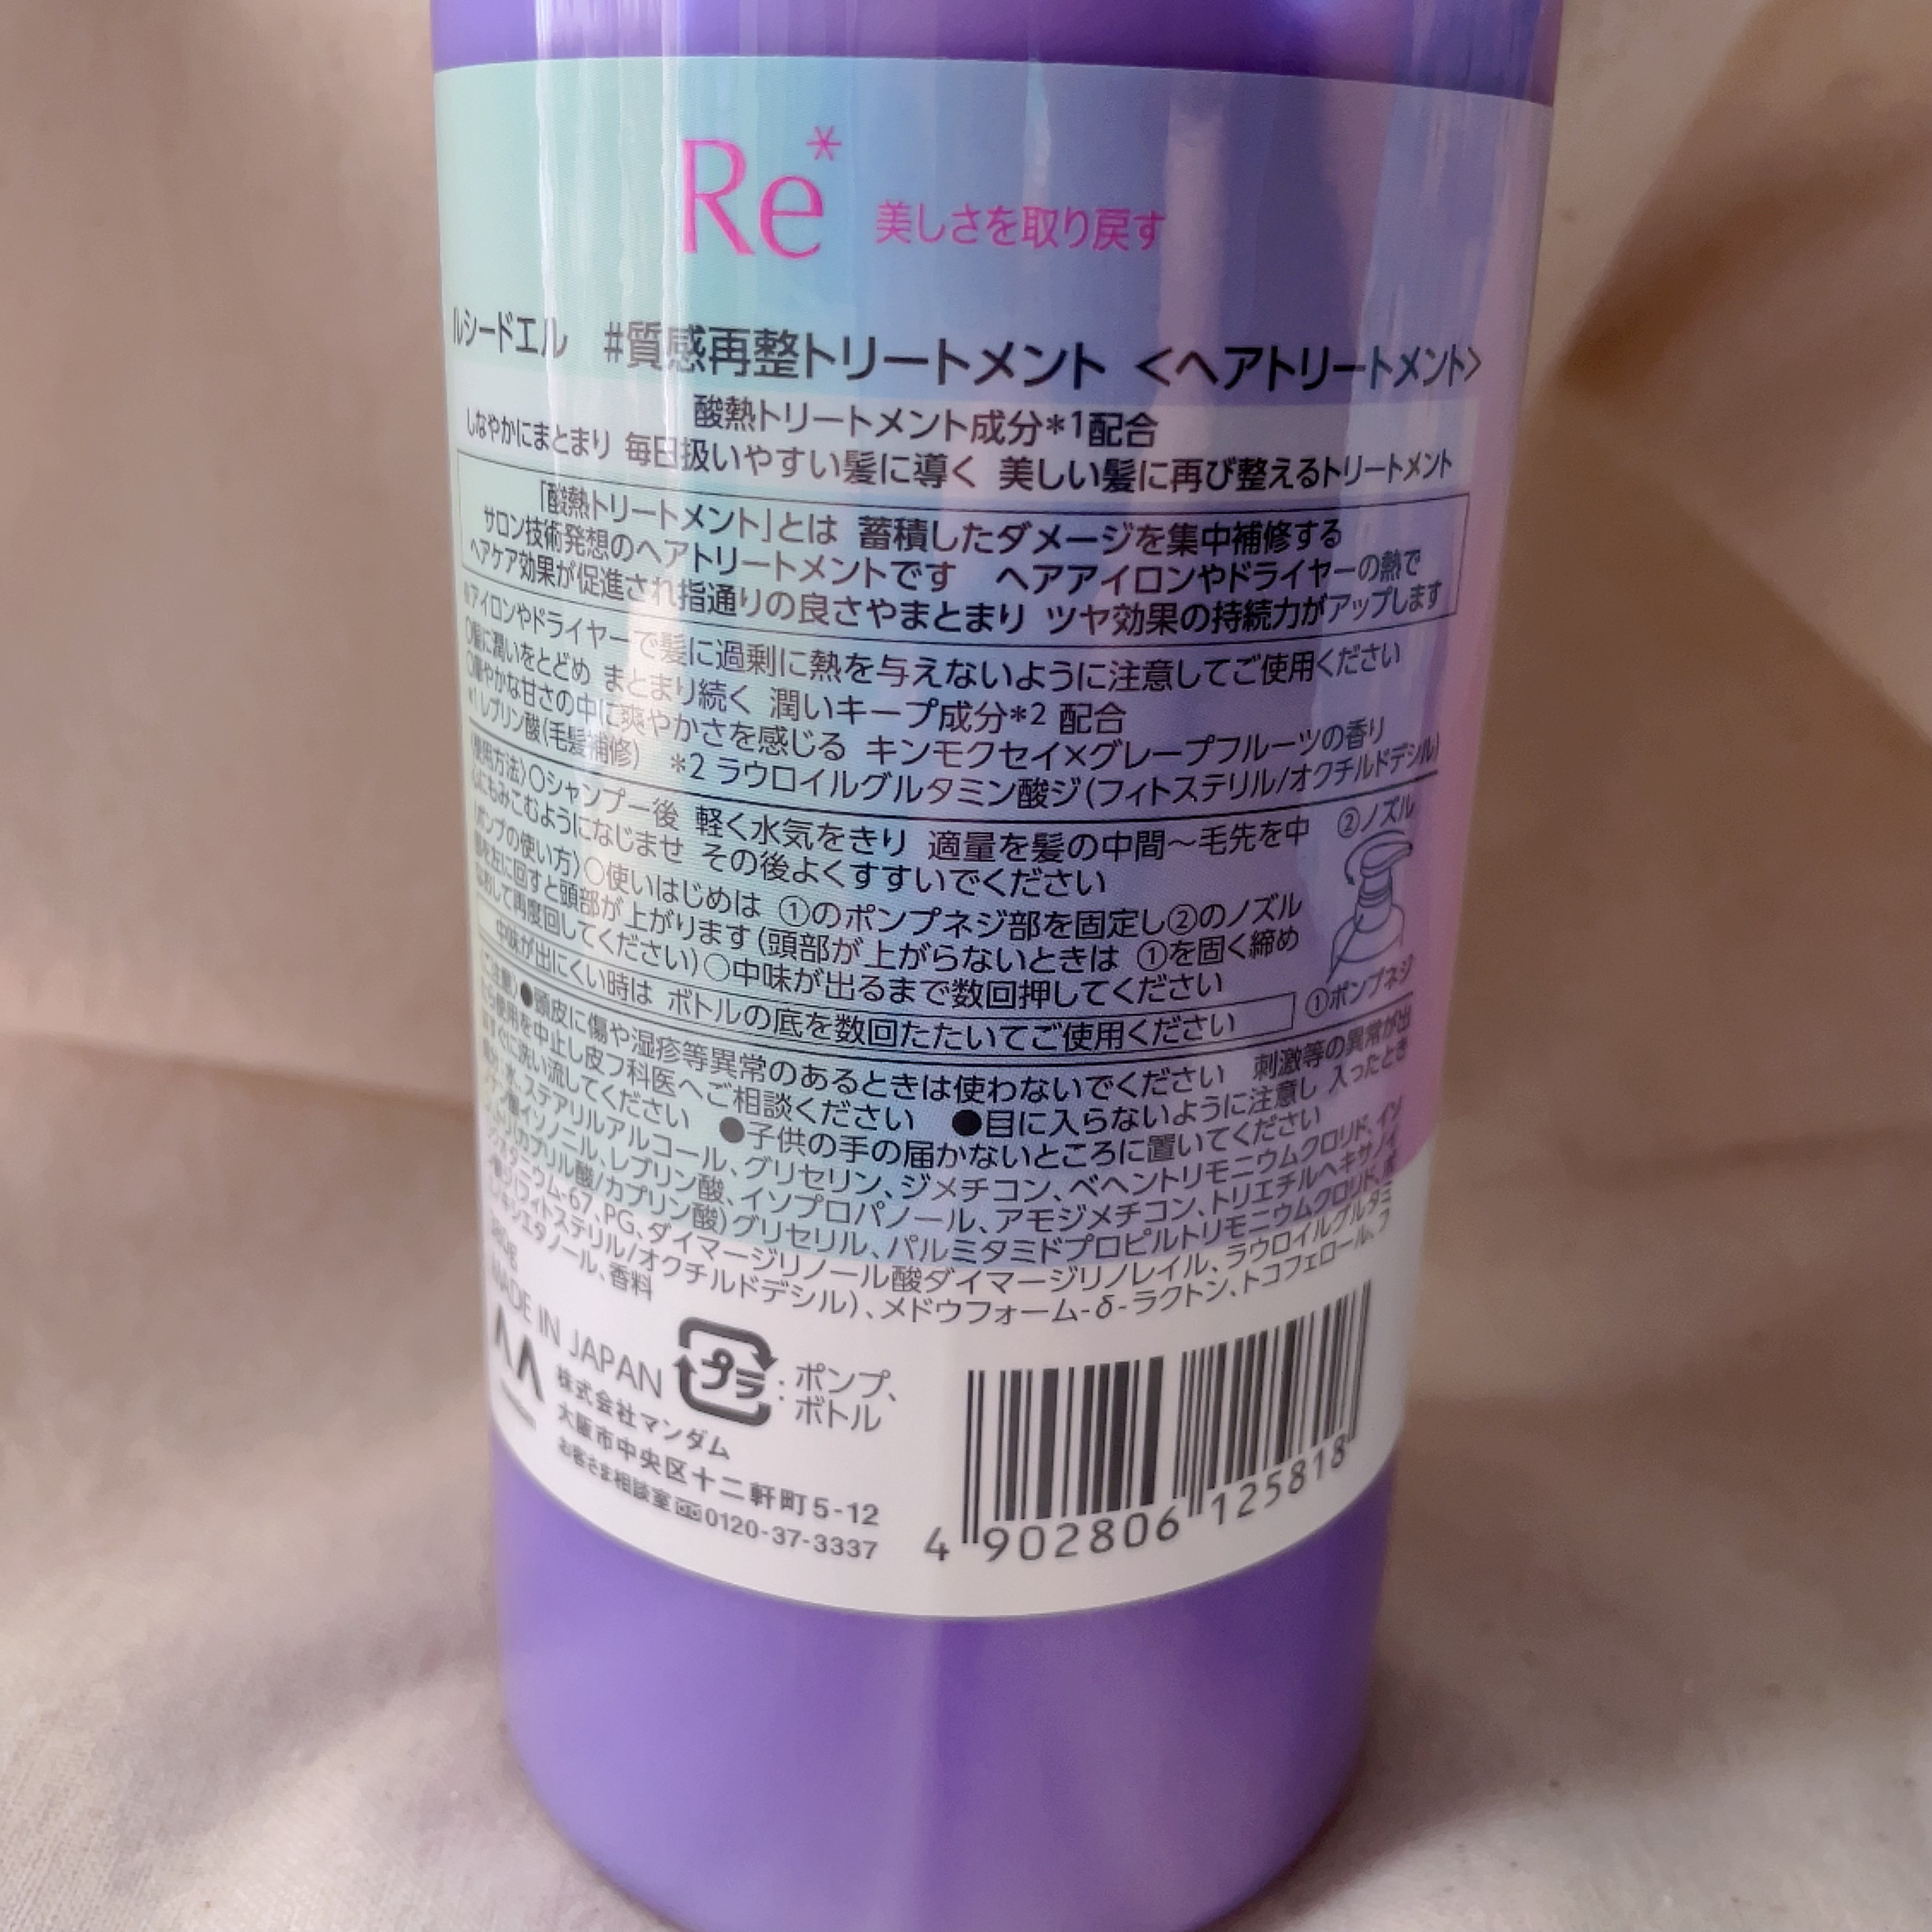 Re*
美しさを取り戻す
ルシードエル #質感再整トリートメント <ヘアトリートメント>
酸熱トリートメント成分*1配合
しなやかにまとまり 毎日扱いやすい髪に導く 美しい髪に再び整えるトリートメント
「酸熱トリートメント」とは 蓄積したダメージを集中補修する
サロン技術発想のヘアトリートメントです ヘアアイロンやドライヤーの熱で
ヘアケア効果が促進され指通りの良さやまとまり ツヤ効果の持続力がアップします
※アイロンやドライヤーで髪に過剰に熱を与えないように注意してご使用ください
○髪に潤いをとどめ まとまり続く 潤いキープ成分*2 配合
○華やかな甘さの中に爽やかさを感じる キンモクセイ×グレープフルーツの香り
*1 レブリン酸(毛髪補修) *2 ラウロイルグルタミン酸ジ(フィトステリル/オクチルドデシル)
〈使用方法〉○シャンプー後 軽く水気をきり 適量を髪の中間〜毛先を中
心にもみこむようになじませ その後よくすすいでください
〈ポンプの使い方〉○使いはじめは ①のポンプネジ部を固定し②のノズル
部を左に回すと頭部が上がります(頭部が上がらないときは ①を固く締め
なおして再度回してください)○中味が出るまで数回押してください
中味が出にくい時は ボトルの底を数回たたいてご使用ください
②ノズル
①ポンプネジ
〈ご注意〉●頭皮に傷や湿疹等異常のあるときは使わないでください 刺激等の異常が出
たら使用を中止し皮フ科医へご相談ください ●目に入らないように注意し 入ったとき
はすぐに洗い流してください ●子供の手の届かないところに置いてください
成分:水、ステアリルアルコール、グリセリン、ジメチコン、ベヘントリモニウムクロリド、イソ
ノナン酸イソノニル、レブリン酸、イソプロパノール、アモジメチコン、トリエチルヘキサノイ
ン、トリ(カプリル酸/カプリン酸)グリセリル、パルミタミドプロピルトリモニウムクロリド、
クオタニウム-67、PG、ダイマージリノール酸ダイマージリノレイル、ラウロイルグルタミ
ン酸ジ(フィトステリル/オクチルドデシル)、メドウフォーム-δ-ラクトン、トコフェロール、フ
ェノキシエタノール、香料
MADE IN JAPAN
プラ
:ポンプ、
:ボトル
株式会社マンダム
大阪市中央区十二軒町5-12
お客さま相談室 0120-37-3337
4 902806 125818